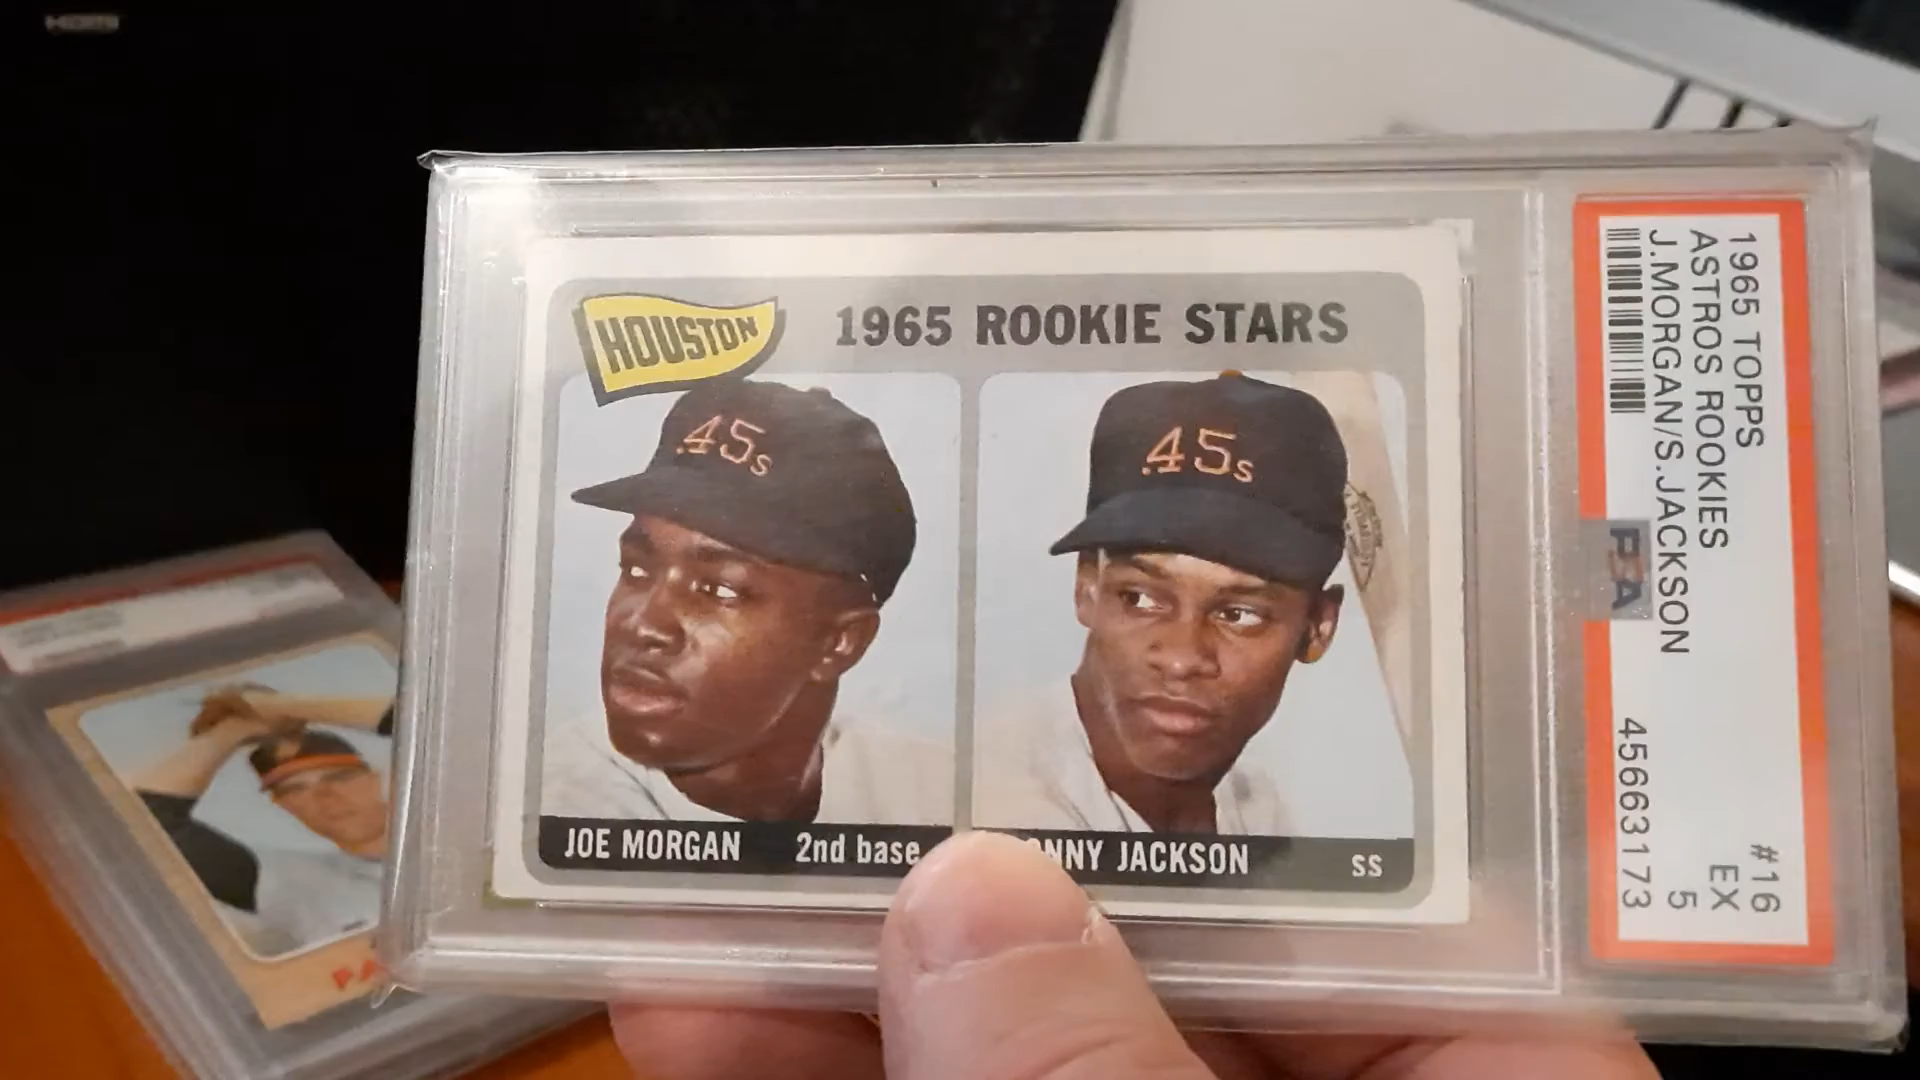 HOUSTON
1965 ROOKIE STARS
.45s
.45s
JOE MORGAN 2nd base
NNY JACKSON SS
1965 TOPPS #16
ASTROS ROOKIES EX
J.MORGAN/S.JACKSON 5
45663173
PSA